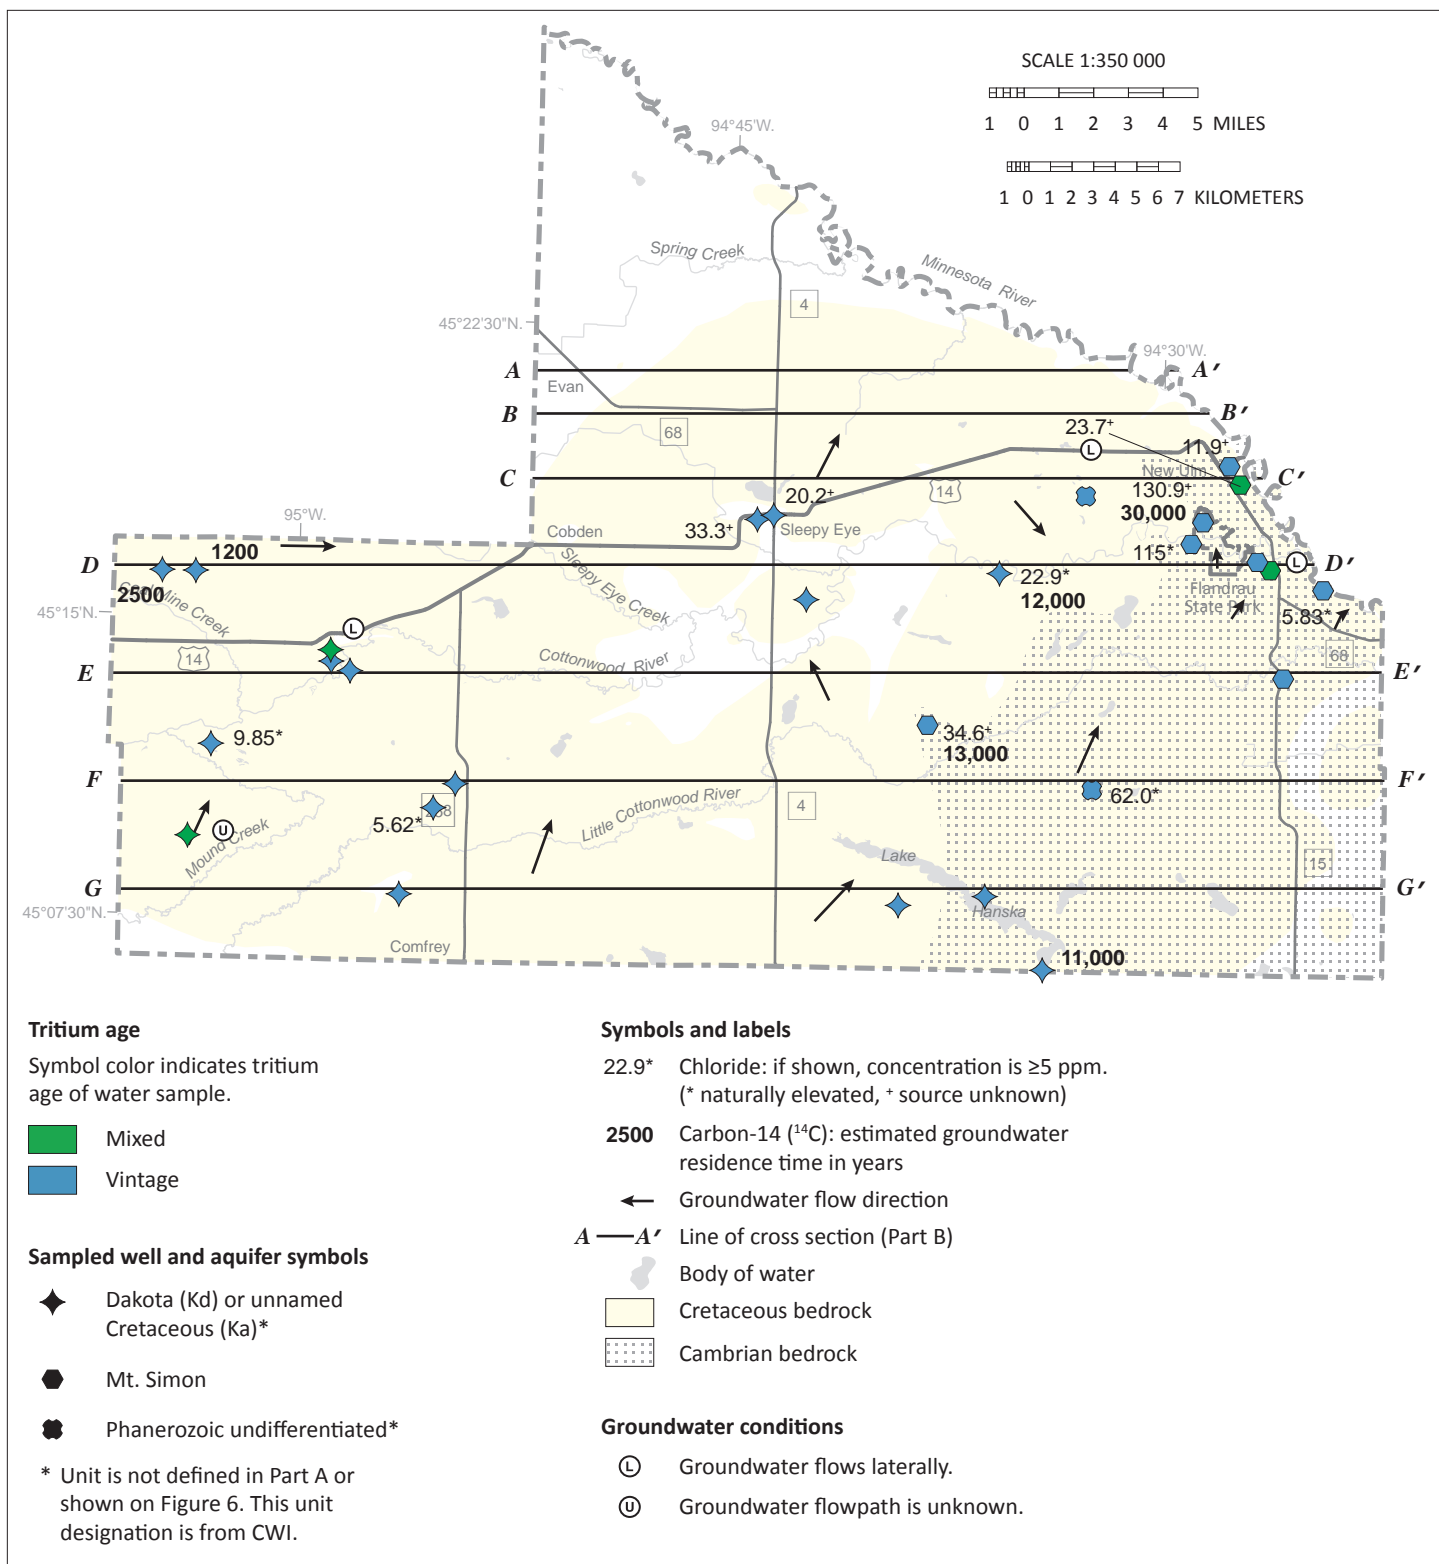 SCALE 1:350 000
1 0 1 2 3 4 5 MILES
1 0 1 2 3 4 5 6 7 KILOMETERS
94°45'W.
Spring Creek
Minnesota River
4
45°22'30"N.
94°30'W.
A A′
Evan
B B′
68
23.7⁺
L
11.9⁺
New Ulm
C C′
14
130.9⁺
20.2⁺
30,000
95°W.
33.3⁺
Sleepy Eye
Cobden
115*
1200
D L D′
Sleepy Eye Creek
22.9*
2500
Coal Mine Creek
12,000
Flandrau
State Park
45°15'N.
5.83*
L
14
Cottonwood River
68
E E′
9.85*
34.6⁺
13,000
F F′
62.0*
Little Cottonwood River
4
5.62*
U
Mound Creek
Lake
15
G G′
45°07'30"N.
Hanska
Comfrey
11,000
Tritium age
Symbol color indicates tritium
age of water sample.
Mixed
Vintage
Sampled well and aquifer symbols
Dakota (Kd) or unnamed
Cretaceous (Ka)*
Mt. Simon
Phanerozoic undifferentiated*
* Unit is not defined in Part A or
shown on Figure 6. This unit
designation is from CWI.
Symbols and labels
22.9* Chloride: if shown, concentration is ≥5 ppm.
(* naturally elevated, ⁺ source unknown)
2500 Carbon-14 (¹⁴C): estimated groundwater
residence time in years
Groundwater flow direction
A A′ Line of cross section (Part B)
Body of water
Cretaceous bedrock
Cambrian bedrock
Groundwater conditions
L Groundwater flows laterally.
U Groundwater flowpath is unknown.